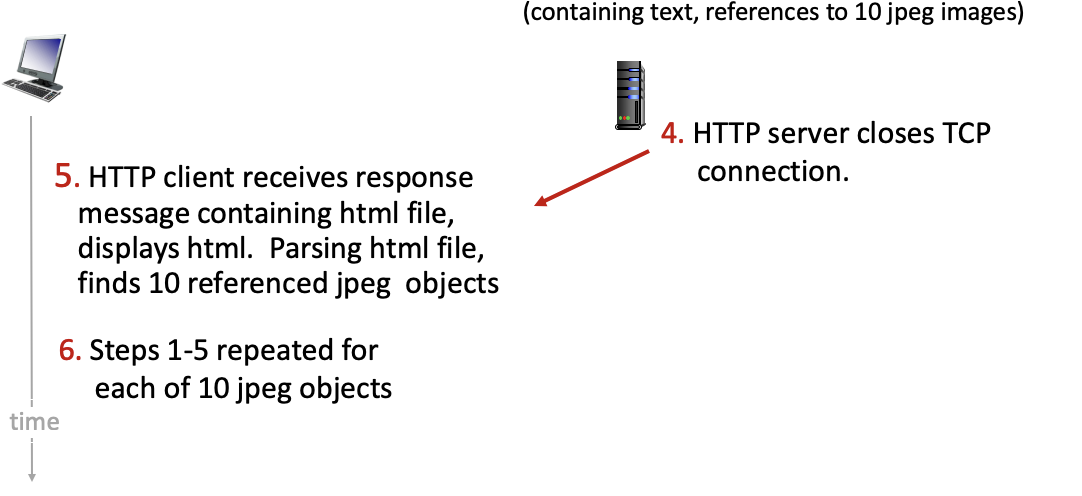 (containing text, references to 10 jpeg images)
4. HTTP server closes TCP
connection.
5. HTTP client receives response
message containing html file,
displays html.  Parsing html file,
finds 10 referenced jpeg  objects
6. Steps 1-5 repeated for
each of 10 jpeg objects
time